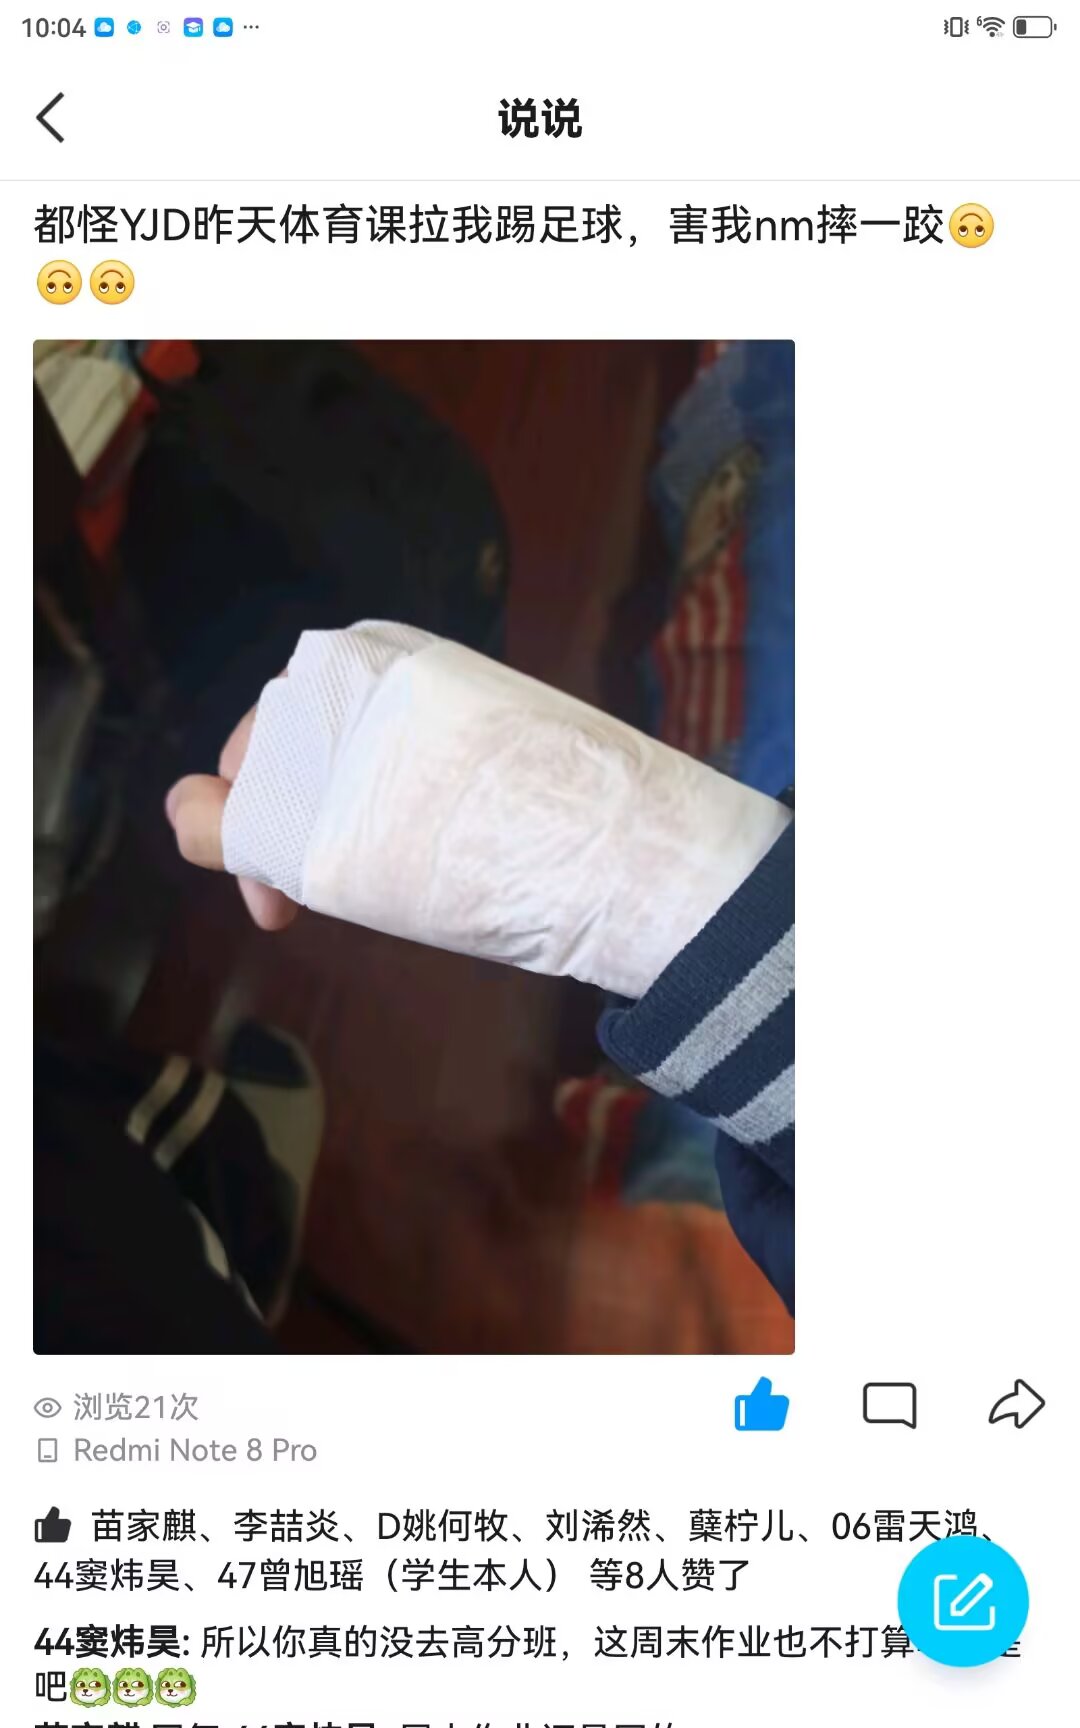 10:04
说说
都怪YJD昨天体育课拉我踢足球，害我nm摔一跤
浏览21次
Redmi Note 8 Pro
苗家麒、李喆炎、D姚何牧、刘浠然、蘖柠儿、06雷天鸿、
44窦炜昊、47曾旭瑶（学生本人） 等8人赞了
44窦炜昊: 所以你真的没去高分班，这周末作业也不打算
吧